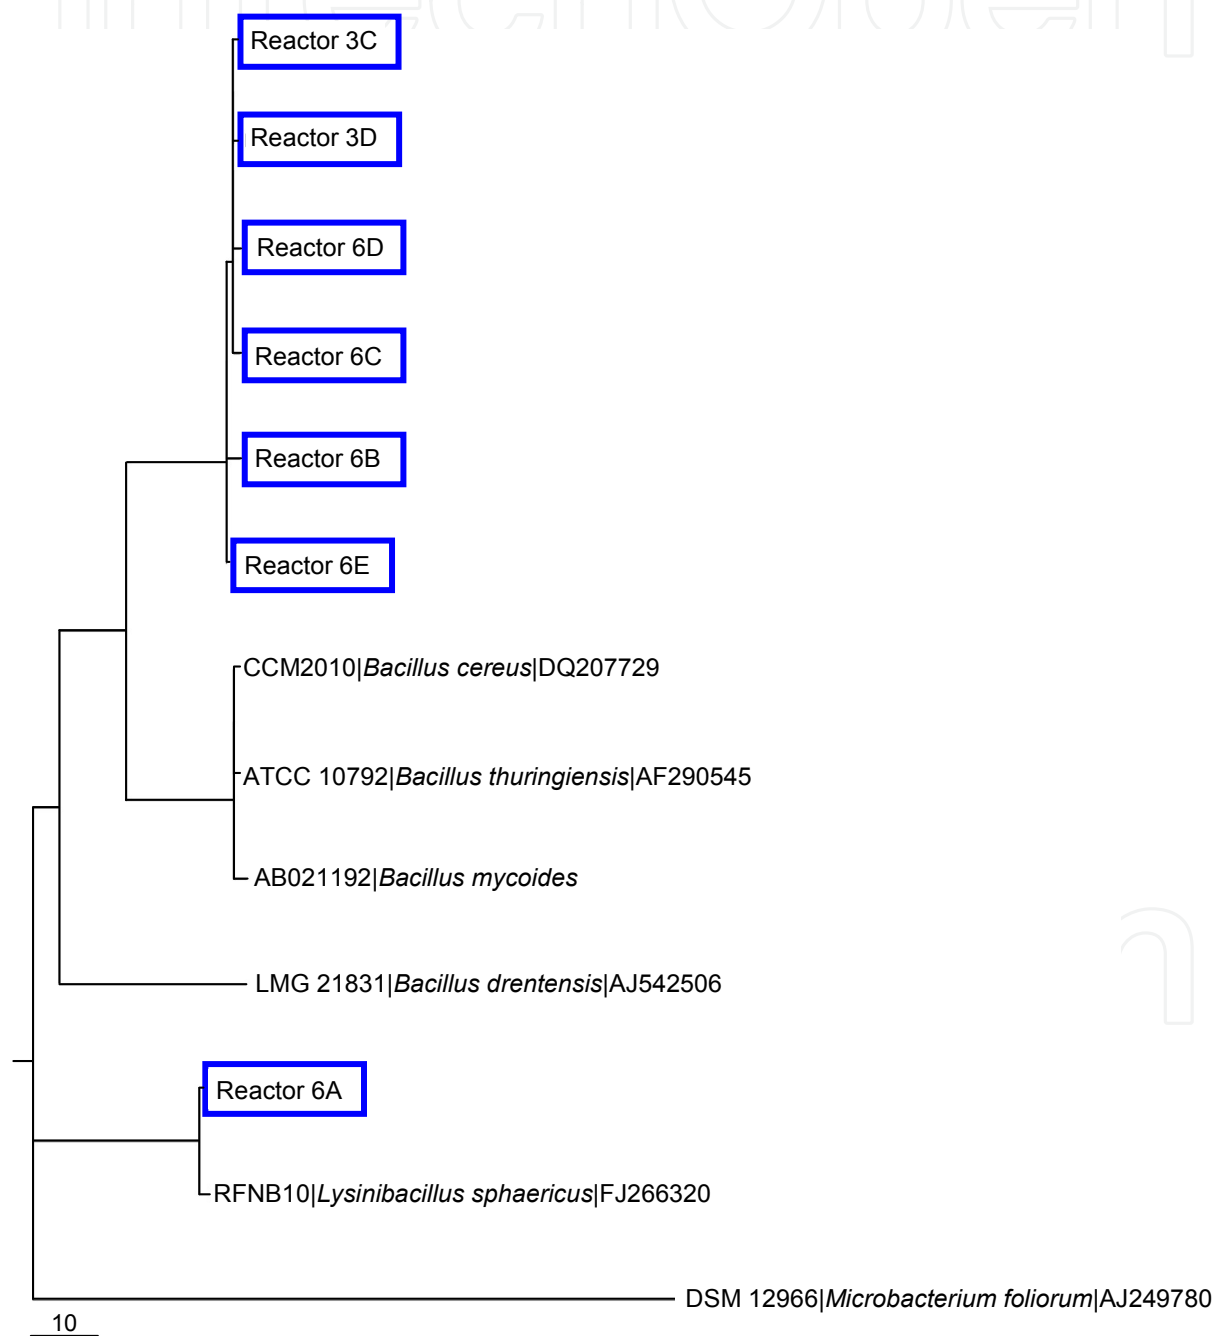 Reactor 3C
Reactor 3D
Reactor 6D
Reactor 6C
Reactor 6B
Reactor 6E
CCM2010|Bacillus cereus|DQ207729
ATCC 10792|Bacillus thuringiensis|AF290545
AB021192|Bacillus mycoides
LMG 21831|Bacillus drentensis|AJ542506
Reactor 6A
RFNB10|Lysinibacillus sphaericus|FJ266320
DSM 12966|Microbacterium foliorum|AJ249780
10